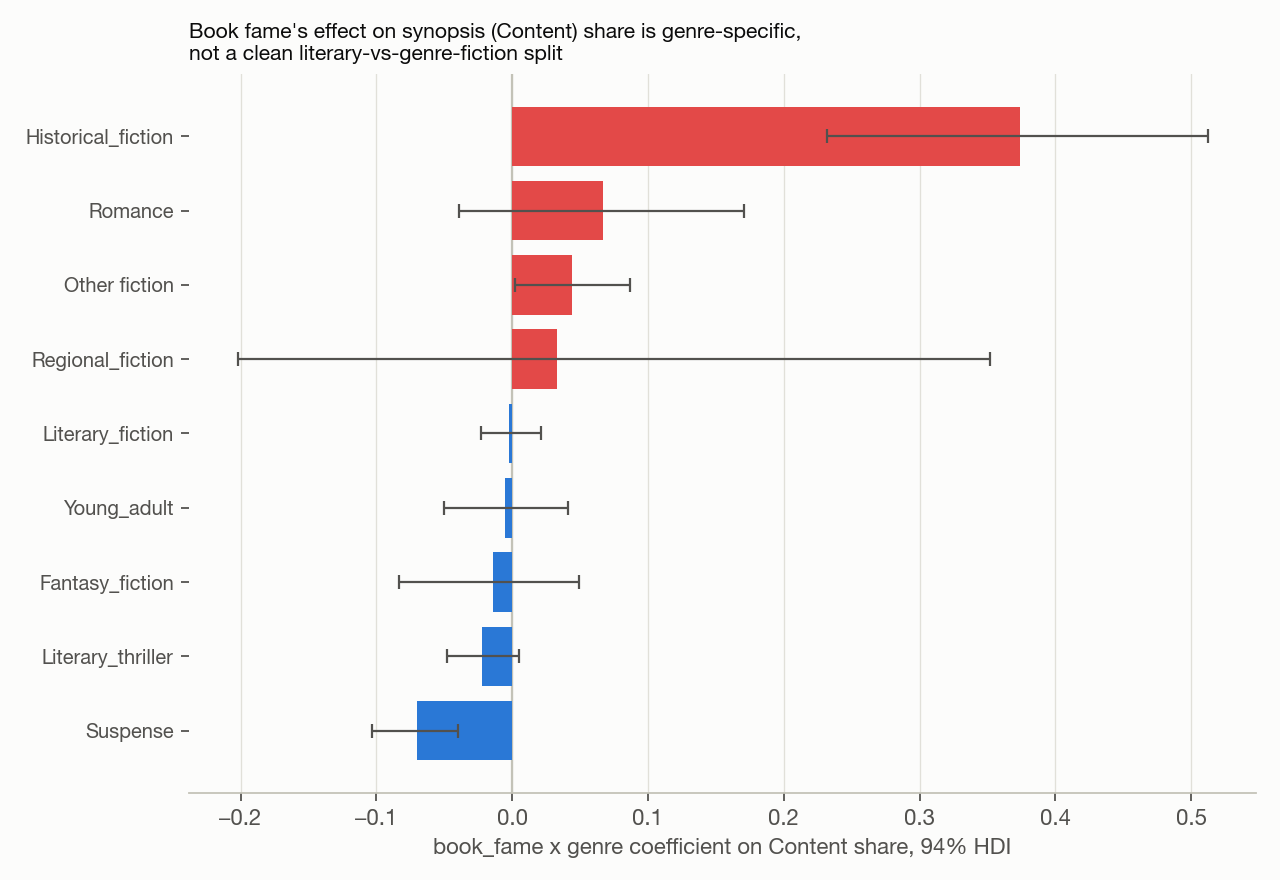 Book fame's effect on synopsis (Content) share is genre-specific,
not a clean literary-vs-genre-fiction split
Historical_fiction
Romance
Other fiction
Regional_fiction
Literary_fiction
Young_adult
Fantasy_fiction
Literary_thriller
Suspense
−0.2 −0.1 0.0 0.1 0.2 0.3 0.4 0.5
book_fame x genre coefficient on Content share, 94% HDI